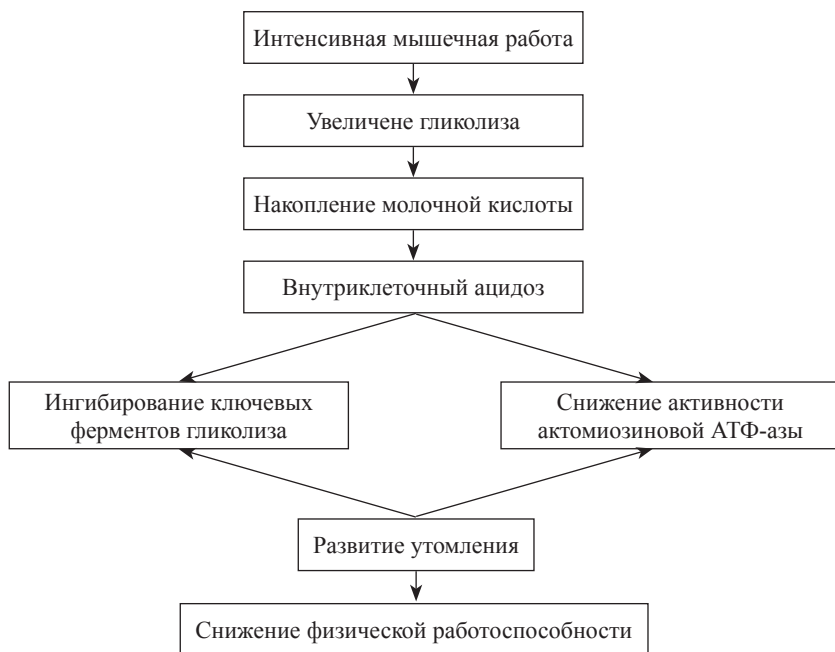 Интенсивная мышечная работа
Увеличене гликолиза
Накопление молочной кислоты
Внутриклеточный ацидоз
Ингибирование ключевых
ферментов гликолиза
Снижение активности
актомиозиновой АТФ-азы
Развитие утомления
Снижение физической работоспособности